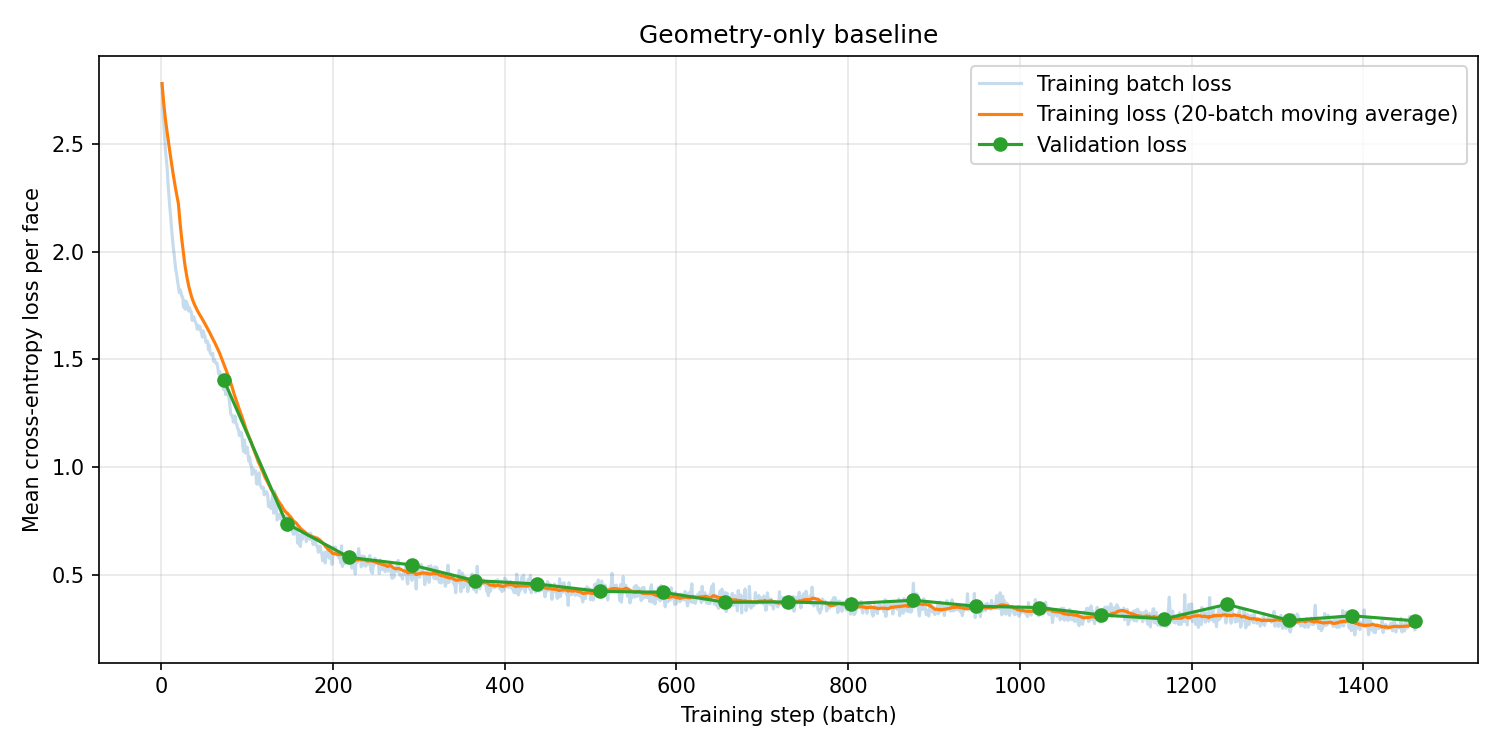 Geometry-only baseline
Training batch loss
Training loss (20-batch moving average)
Validation loss
Mean cross-entropy loss per face
2.5
2.0
1.5
1.0
0.5
0 200 400 600 800 1000 1200 1400
Training step (batch)